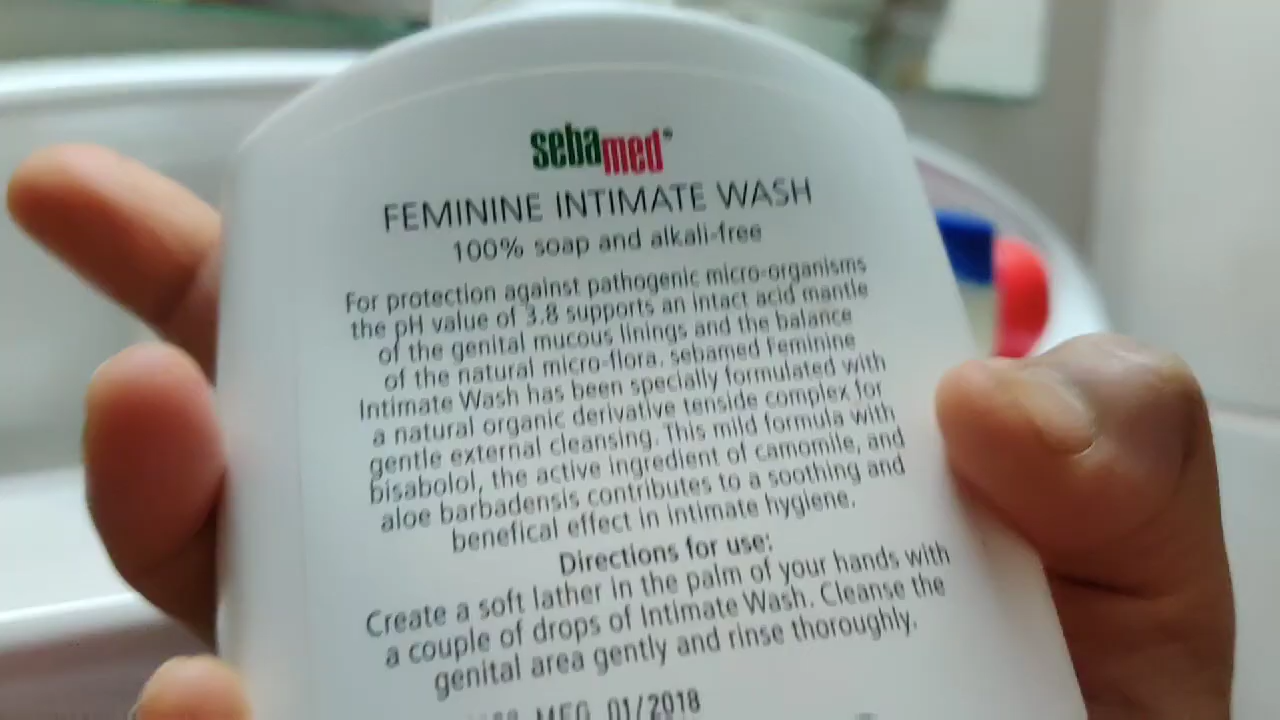 sebamed®
FEMININE INTIMATE WASH
100% soap and alkali-free
For protection against pathogenic micro-organisms
the pH value of 3.8 supports an intact acid mantle
of the genital mucous linings and the balance
of the natural micro-flora. sebamed Feminine
Intimate Wash has been specially formulated with
a natural organic derivative tenside complex for
gentle external cleansing. This mild formula with
bisabolol, the active ingredient of camomile, and
aloe barbadensis contributes to a soothing and
benefical effect in intimate hygiene.
Directions for use:
Create a soft lather in the palm of your hands with
a couple of drops of Intimate Wash. Cleanse the
genital area gently and rinse thoroughly.
MFG 01/2018